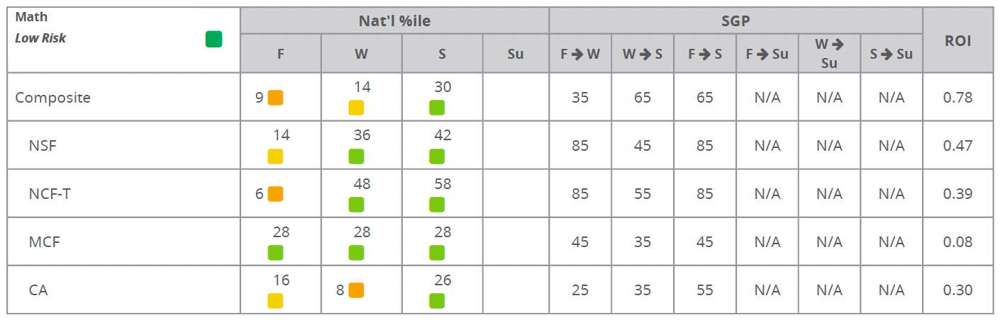 Math
Low Risk
Nat'l %ile SGP ROI
F W S Su F ➔ W W ➔ S F ➔ S F ➔ Su W ➔ Su S ➔ Su
Composite 9 14 30 35 65 65 N/A N/A N/A 0.78
NSF 14 36 42 85 45 85 N/A N/A N/A 0.47
NCF-T 6 48 58 85 55 85 N/A N/A N/A 0.39
MCF 28 28 28 45 35 45 N/A N/A N/A 0.08
CA 16 8 26 25 35 55 N/A N/A N/A 0.30